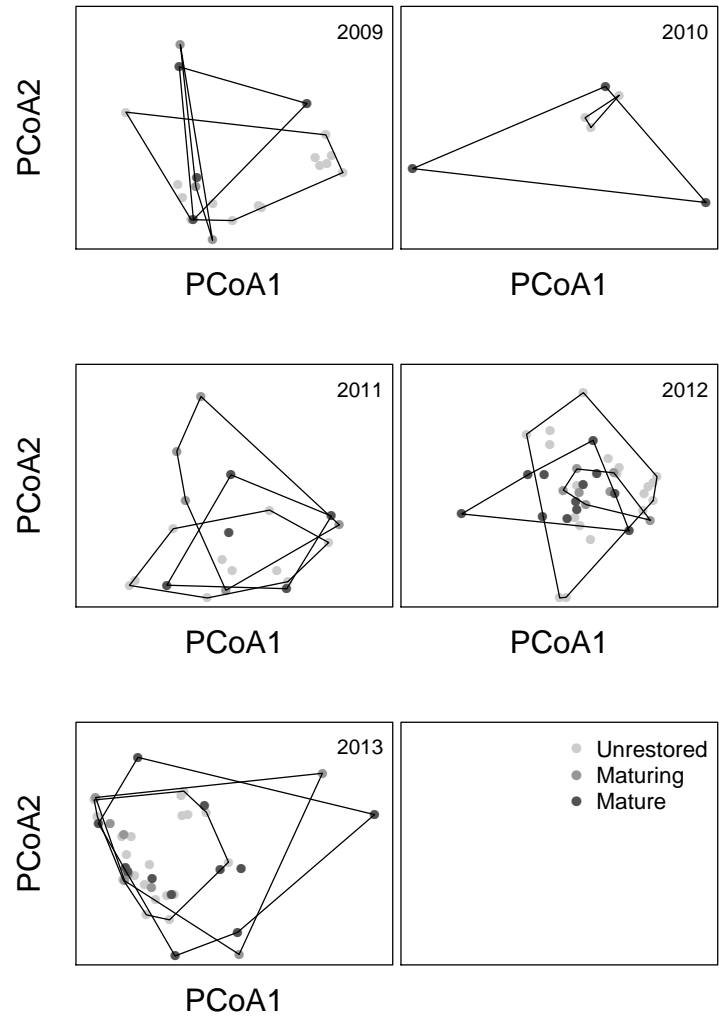 2009
2010
PCoA2
PCoA1
PCoA1
2011
2012
PCoA2
PCoA1
PCoA1
2013
Unrestored
Maturing
Mature
PCoA2
PCoA1